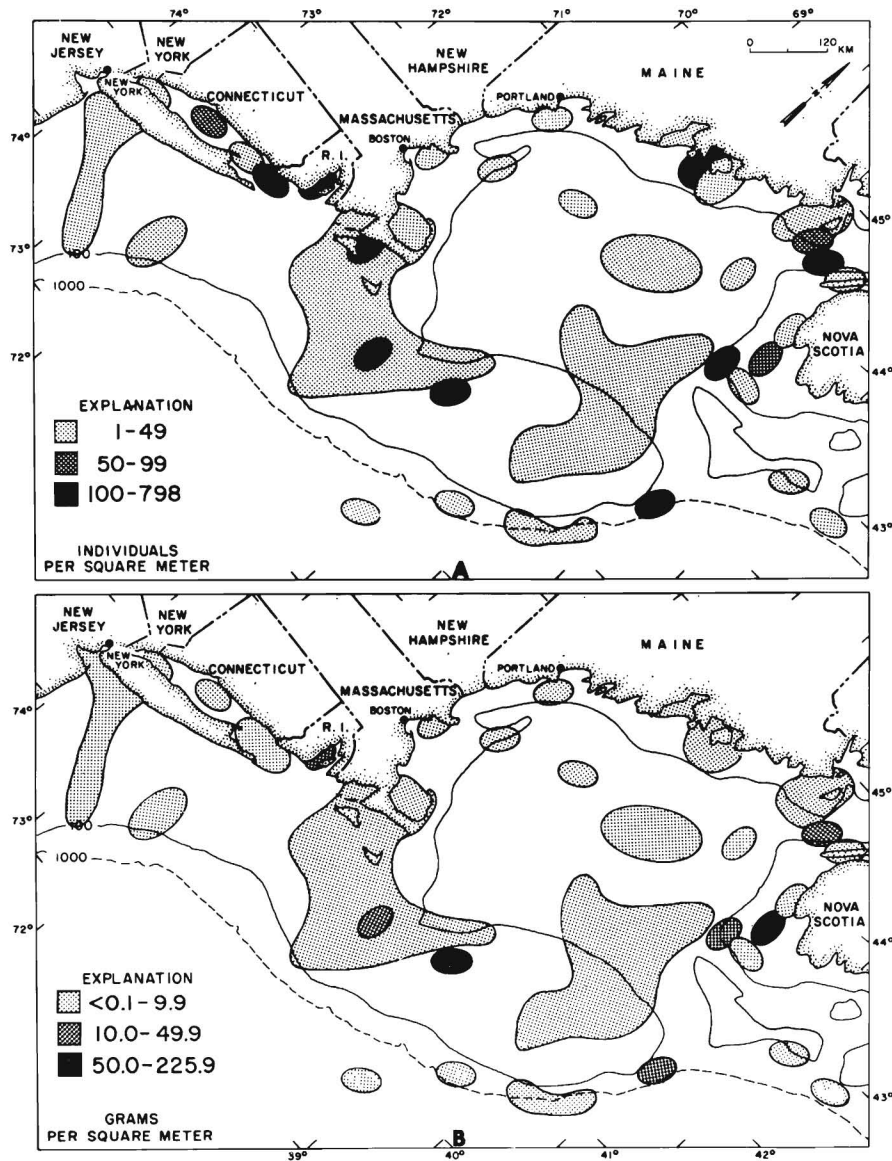 74°
73°
72°
71°
70°
69°
NEW
JERSEY
NEW
YORK
NEW
YORK
CONNECTICUT
R.I.
MASSACHUSETTS
BOSTON
NEW
HAMPSHIRE
PORTLAND
MAINE
0 120 KM
74°
73°
72°
100
1000
45°
44°
43°
NOVA
SCOTIA
EXPLANATION
1-49
50-99
100-798
INDIVIDUALS
PER SQUARE METER
A
NEW
JERSEY
NEW
YORK
NEW
YORK
CONNECTICUT
R.I.
MASSACHUSETTS
BOSTON
NEW
HAMPSHIRE
PORTLAND
MAINE
74°
73°
72°
100
1000
45°
44°
43°
NOVA
SCOTIA
EXPLANATION
<0.1-9.9
10.0-49.9
50.0-225.9
GRAMS
PER SQUARE METER
B
39°
40°
41°
42°